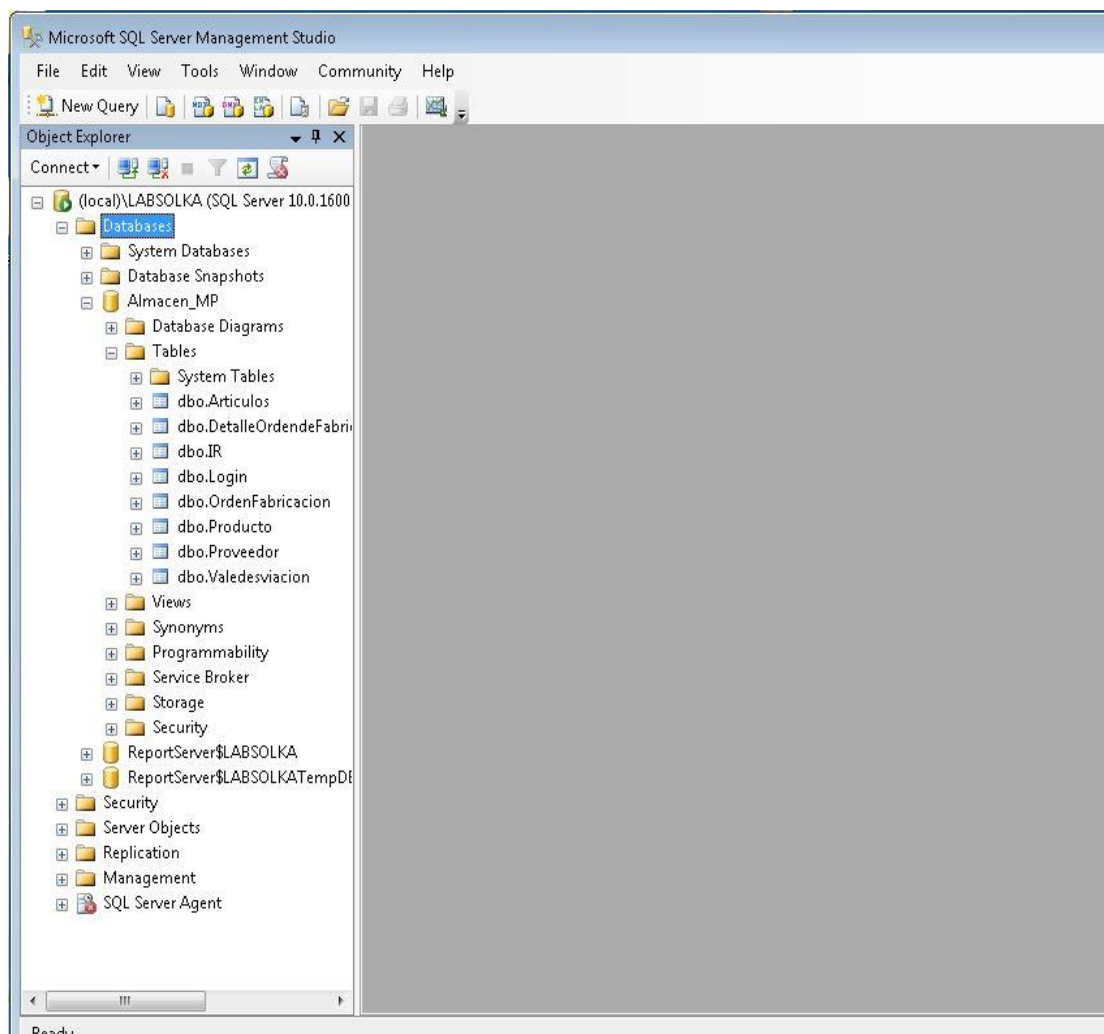 Microsoft SQL Server Management Studio
File Edit View Tools Window Community Help
New Query
Object Explorer
Connect
(local)\LABSOLKA (SQL Server 10.0.1600
Databases
System Databases
Database Snapshots
Almacen_MP
Database Diagrams
Tables
System Tables
dbo.Articulos
dbo.DetalleOrdendeFabri
dbo.IR
dbo.Login
dbo.OrdenFabricacion
dbo.Producto
dbo.Proveedor
dbo.Valedesviacion
Views
Synonyms
Programmability
Service Broker
Storage
Security
ReportServer$LABSOLKA
ReportServer$LABSOLKATempDB
Security
Server Objects
Replication
Management
SQL Server Agent
Ready